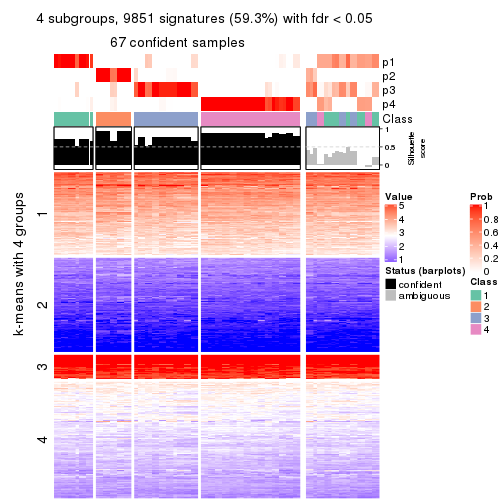 4 subgroups, 9851 signatures (59.3%) with fdr < 0.05
67 confident samples
p1
p2
p3
p4
Class
1
0.5
0
Silhouette
score
k-means with 4 groups
1
2
3
4
Value
5
4
3
2
1
Status (barplots)
confident
ambiguous
Prob
1
0.8
0.6
0.4
0.2
0
Class
1
2
3
4